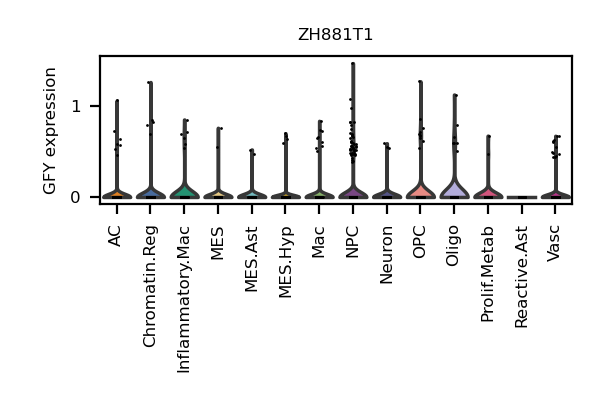 ZH881T1
GFY expression
1
0
AC
Chromatin.Reg
Inflammatory.Mac
MES
MES.Ast
MES.Hyp
Mac
NPC
Neuron
OPC
Oligo
Prolif.Metab
Reactive.Ast
Vasc